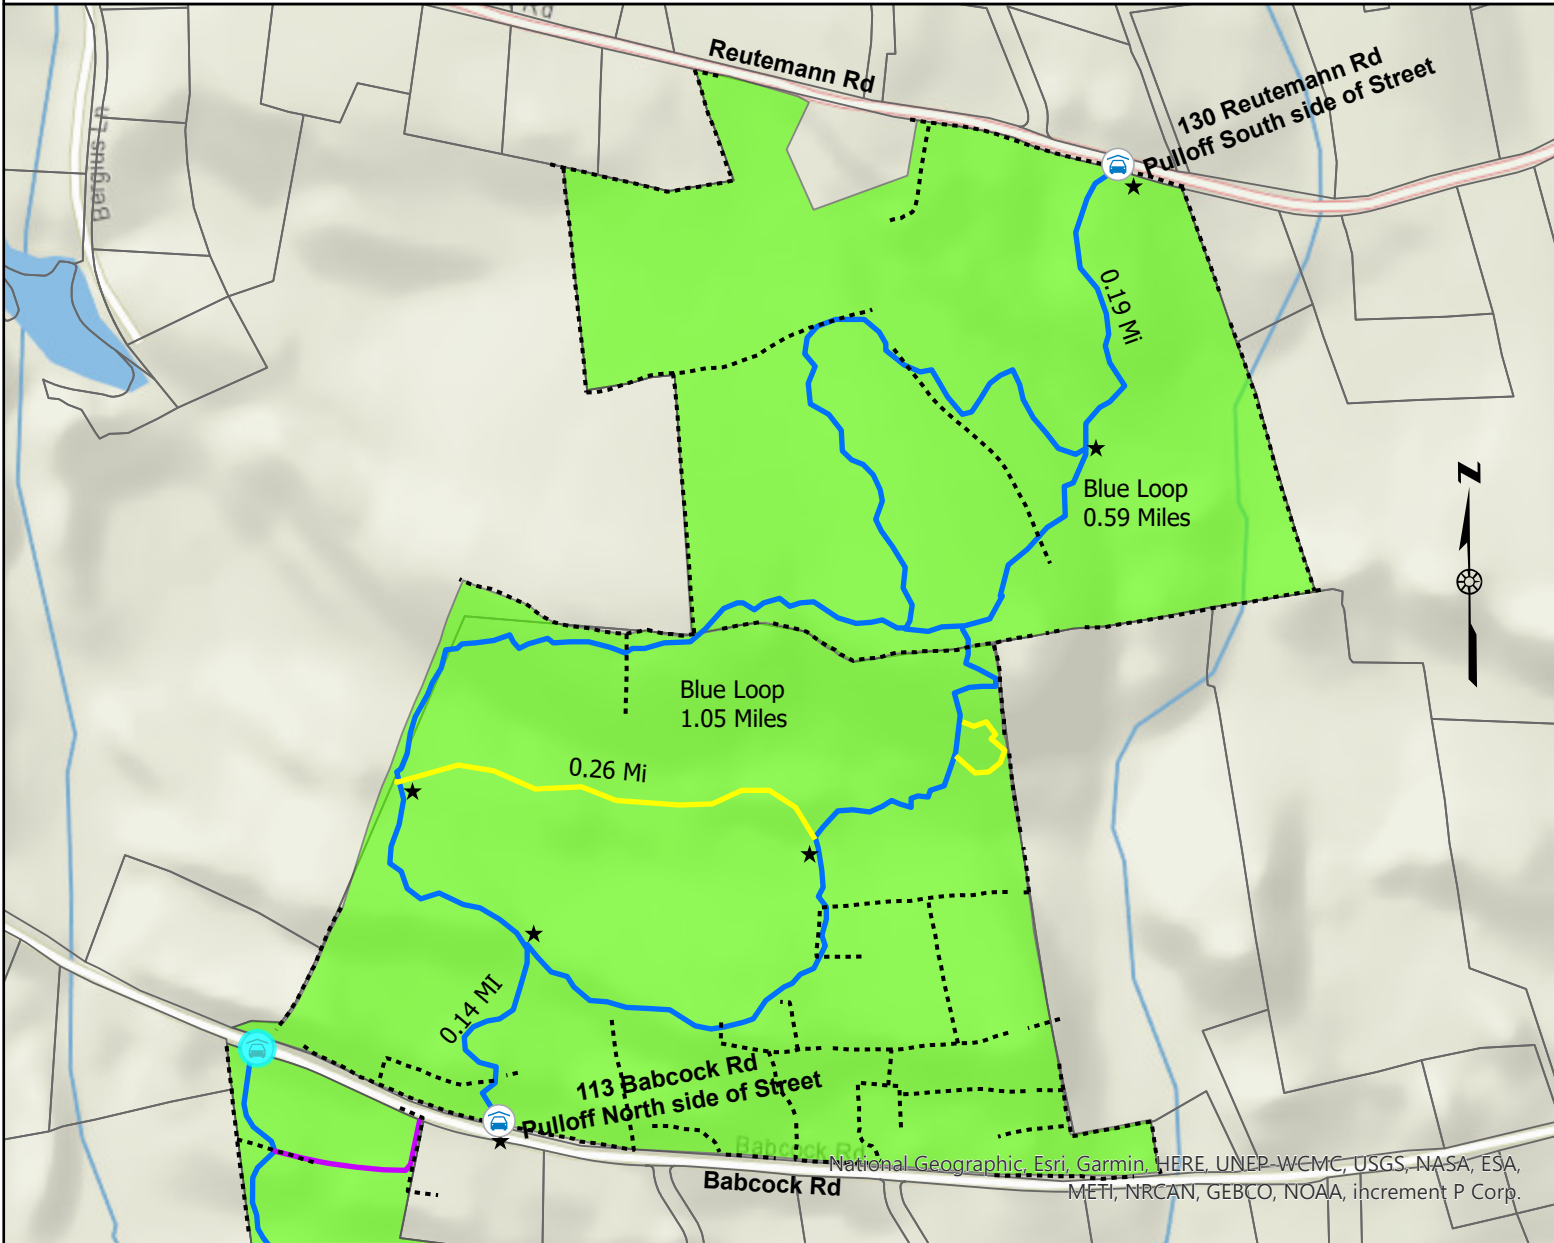 Rd
Reutemann Rd
130 Reutemann Rd
Pulloff South side of Street
Bergius Ln
0.19 Mi
Blue Loop
0.59 Miles
N
Blue Loop
1.05 Miles
0.26 Mi
0.14 MI
113 Babcock Rd
Pulloff North side of Street
Babcock Rd
Babcock Rd
National Geographic, Esri, Garmin, HERE, UNEP-WCMC, USGS, NASA, ESA,
METI, NRCAN, GEBCO, NOAA, increment P Corp.